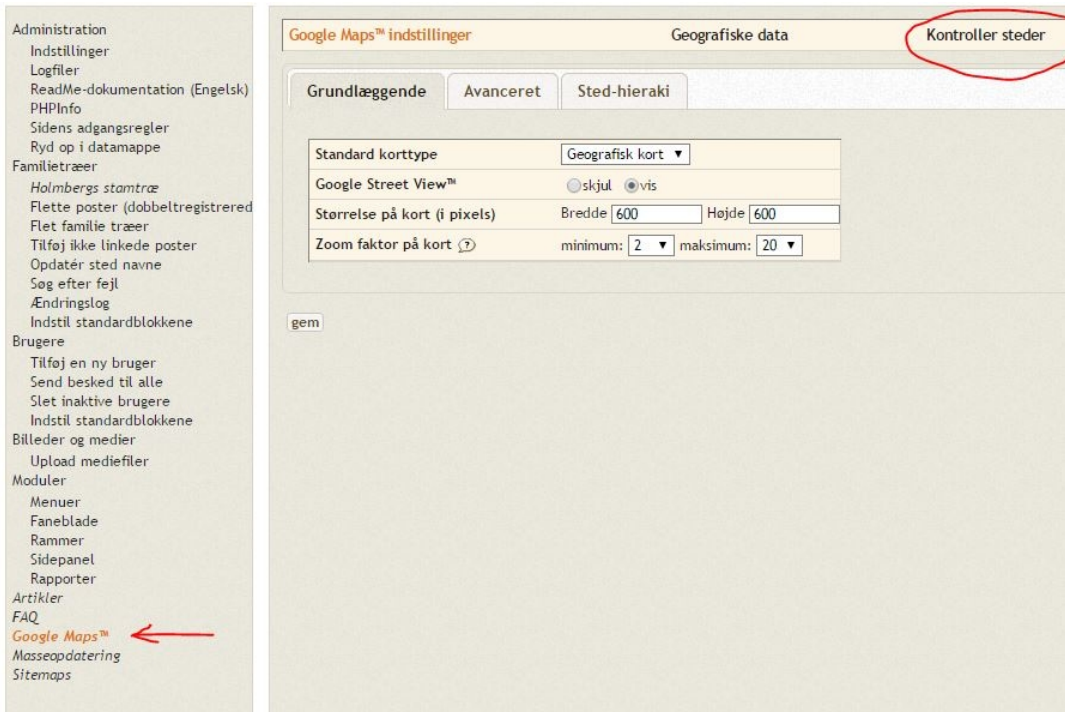 Administration
Indstillinger
Logfiler
ReadMe-dokumentation (Engelsk)
PHPInfo
Sidens adgangsregler
Ryd op i datamappe
Familietræer
Holmbergs stamtræ
Flette poster (dobbeltregistrered
Flet familie træer
Tilføj ikke linkede poster
Opdatér sted navne
Søg efter fejl
Ændringslog
Indstil standardblokkene
Brugere
Tilføj en ny bruger
Send besked til alle
Slet inaktive brugere
Indstil standardblokkene
Billeder og medier
Upload mediefiler
Moduler
Menuer
Faneblade
Rammer
Sidepanel
Rapporter
Artikler
FAQ
Google Maps™
Masseopdatering
Sitemaps
Google Maps™ indstillinger Geografiske data Kontroller steder
Grundlæggende Avanceret Sted-hieraki
Standard korttype Geografisk kort
Google Street View™ skjul vis
Størrelse på kort (i pixels) Bredde 600 Højde 600
Zoom faktor på kort ? minimum: 2 maksimum: 20
gem